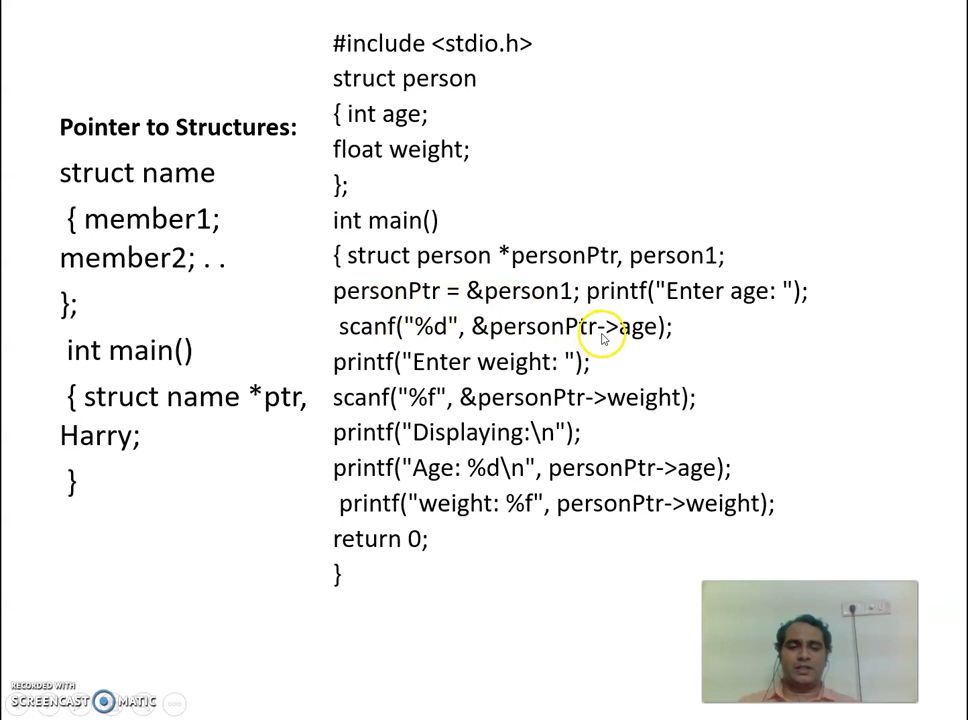 Pointer to Structures:
struct name
{ member1;
member2; . .
};
int main()
{ struct name *ptr,
Harry;
}
#include <stdio.h>
struct person
{ int age;
float weight;
};
int main()
{ struct person *personPtr, person1;
personPtr = &person1; printf("Enter age: ");
scanf("%d", &personPtr->age);
printf("Enter weight: ");
scanf("%f", &personPtr->weight);
printf("Displaying:\n");
printf("Age: %d\n", personPtr->age);
printf("weight: %f", personPtr->weight);
return 0;
}
RECORDED WITH
SCREENCAST MATIC